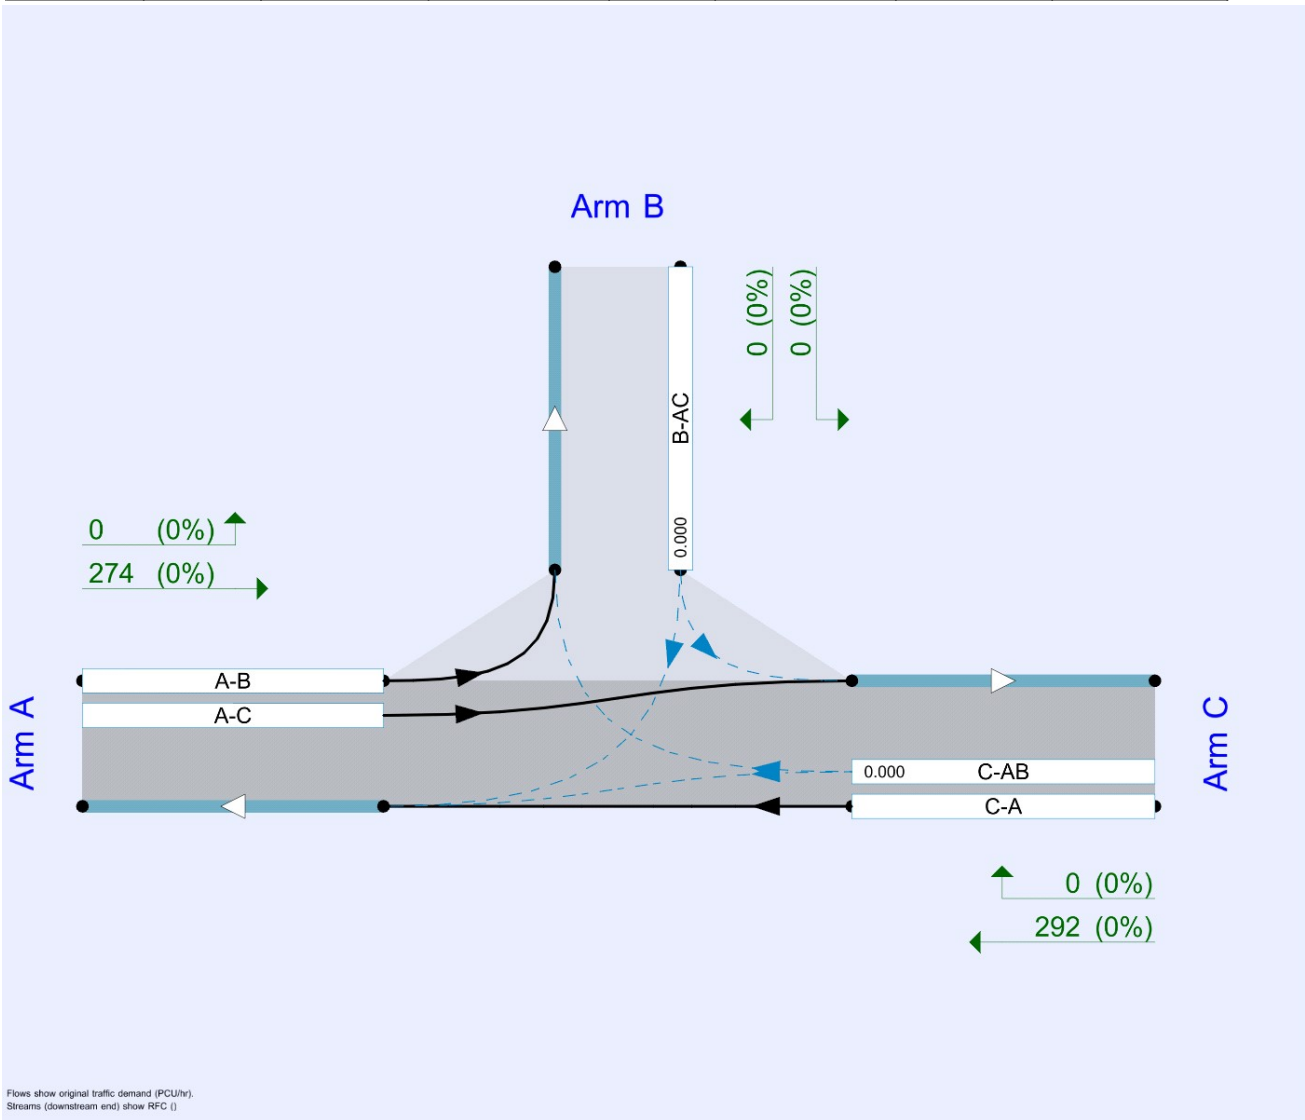 Arm B
0 (0%)
0 (0%)
B-AC
0.000
0 (0%)
274 (0%)
A-B
A-C
Arm A
Arm C
0.000 C-AB
C-A
0 (0%)
292 (0%)
Flows show original traffic demand (PCU/hr).
Streams (downstream end) show RFC ()